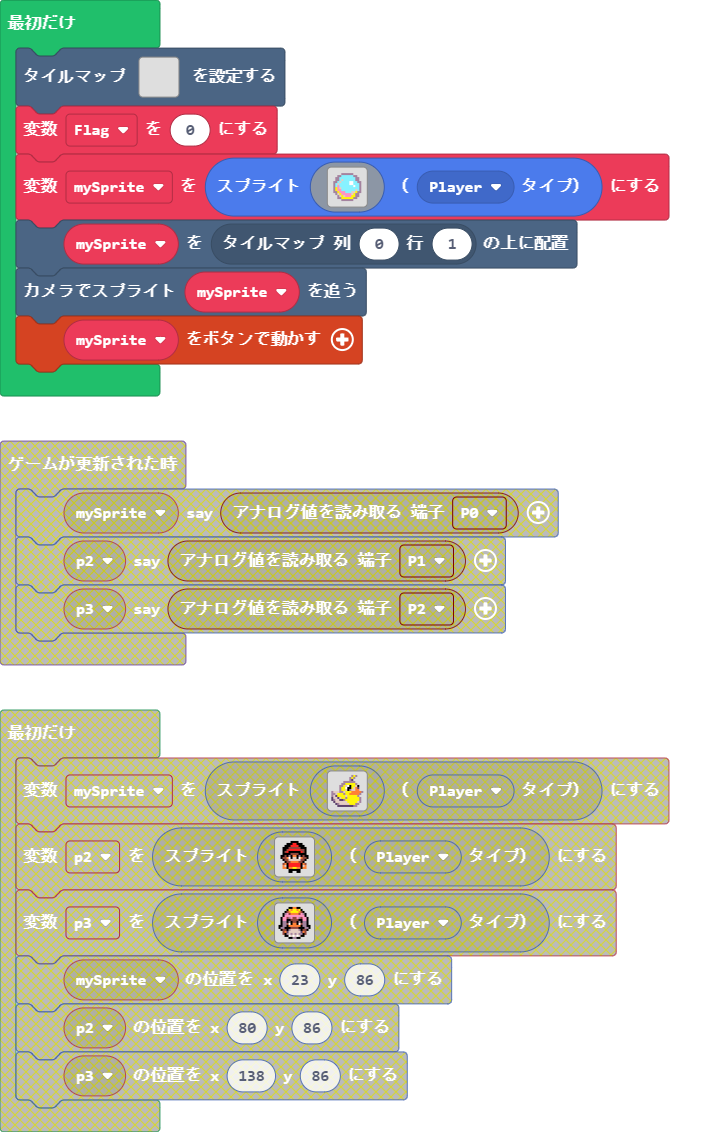 最初だけ
タイルマップ を設定する
変数 Flag を 0 にする
変数 mySprite を スプライト ( Player タイプ) にする
mySprite を タイルマップ 列 0 行 1 の上に配置
カメラでスプライト mySprite を追う
mySprite をボタンで動かす
ゲームが更新された時
mySprite say アナログ値を読み取る 端子 P0
p2 say アナログ値を読み取る 端子 P1
p3 say アナログ値を読み取る 端子 P2
最初だけ
変数 mySprite を スプライト ( Player タイプ) にする
変数 p2 を スプライト ( Player タイプ) にする
変数 p3 を スプライト ( Player タイプ) にする
mySprite の位置を x 23 y 86 にする
p2 の位置を x 80 y 86 にする
p3 の位置を x 138 y 86 にする